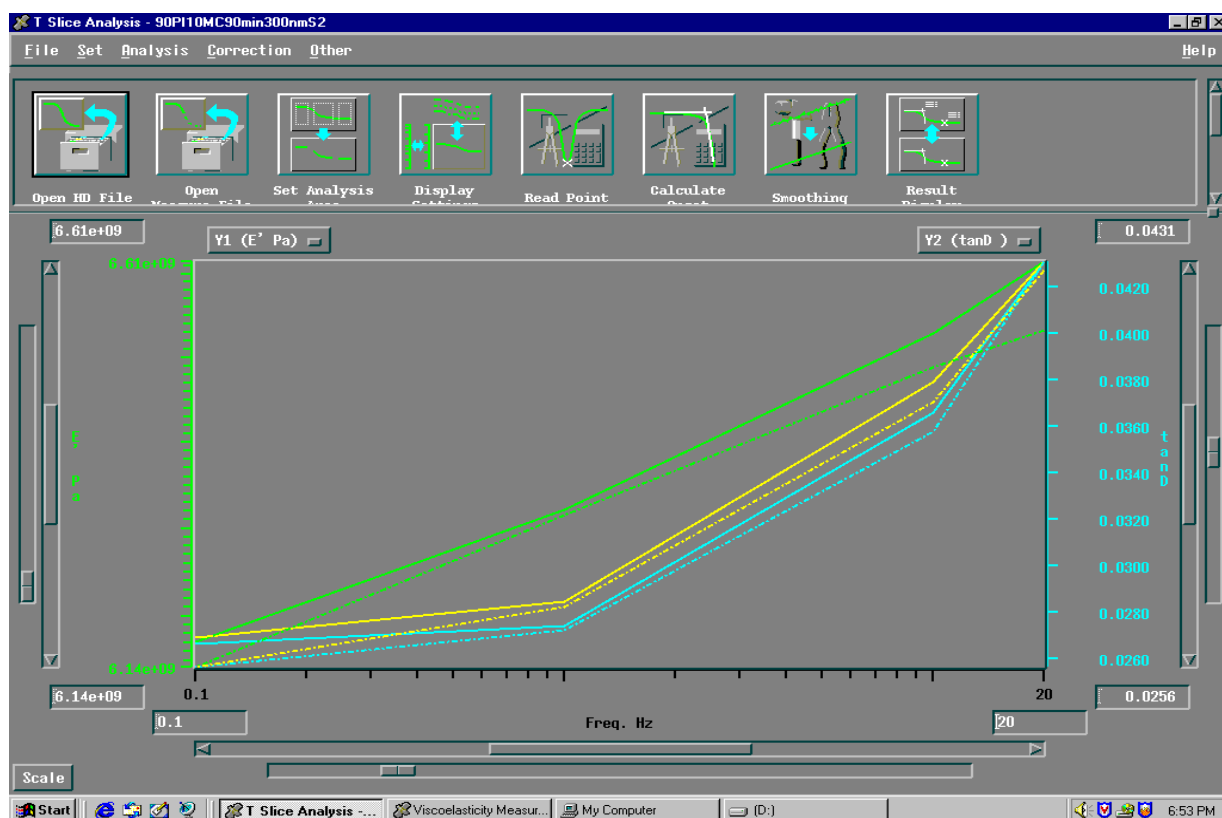 T Slice Analysis - 90PI10MC90min300nmS2
File Set Analysis Correction Other Help
Open HD File
Open
Set Analysis
Display
Read Point
Calculate
Smoothing
Result
6.61e+09
Y1 (E' Pa)
Y2 (tanD )
0.0431
6.61e+09
0.0420
0.0400
0.0380
0.0360
0.0340
0.0320
0.0300
0.0280
0.0260
E' Pa
tanD
6.14e+09
6.14e+09
0.1
20
0.0256
0.1
Freq. Hz
20
Scale
Start
T Slice Analysis -...
Viscoelasticity Measur...
My Computer
(D:)
6:53 PM